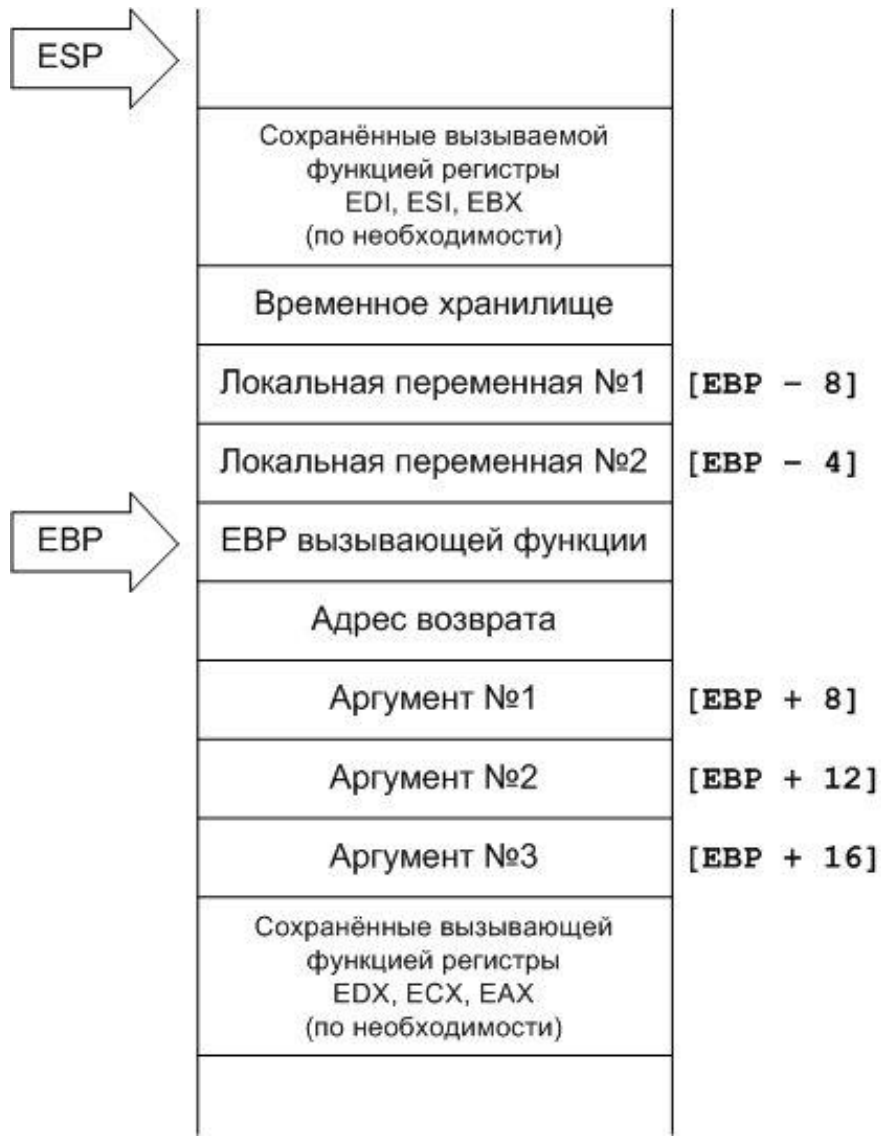 ESP
Сохранённые вызываемой
функцией регистры
EDI, ESI, EBX
(по необходимости)
Временное хранилище
Локальная переменная №1 [EBP - 8]
Локальная переменная №2 [EBP - 4]
EBP
EBP вызывающей функции
Адрес возврата
Аргумент №1 [EBP + 8]
Аргумент №2 [EBP + 12]
Аргумент №3 [EBP + 16]
Сохранённые вызывающей
функцией регистры
EDX, ECX, EAX
(по необходимости)